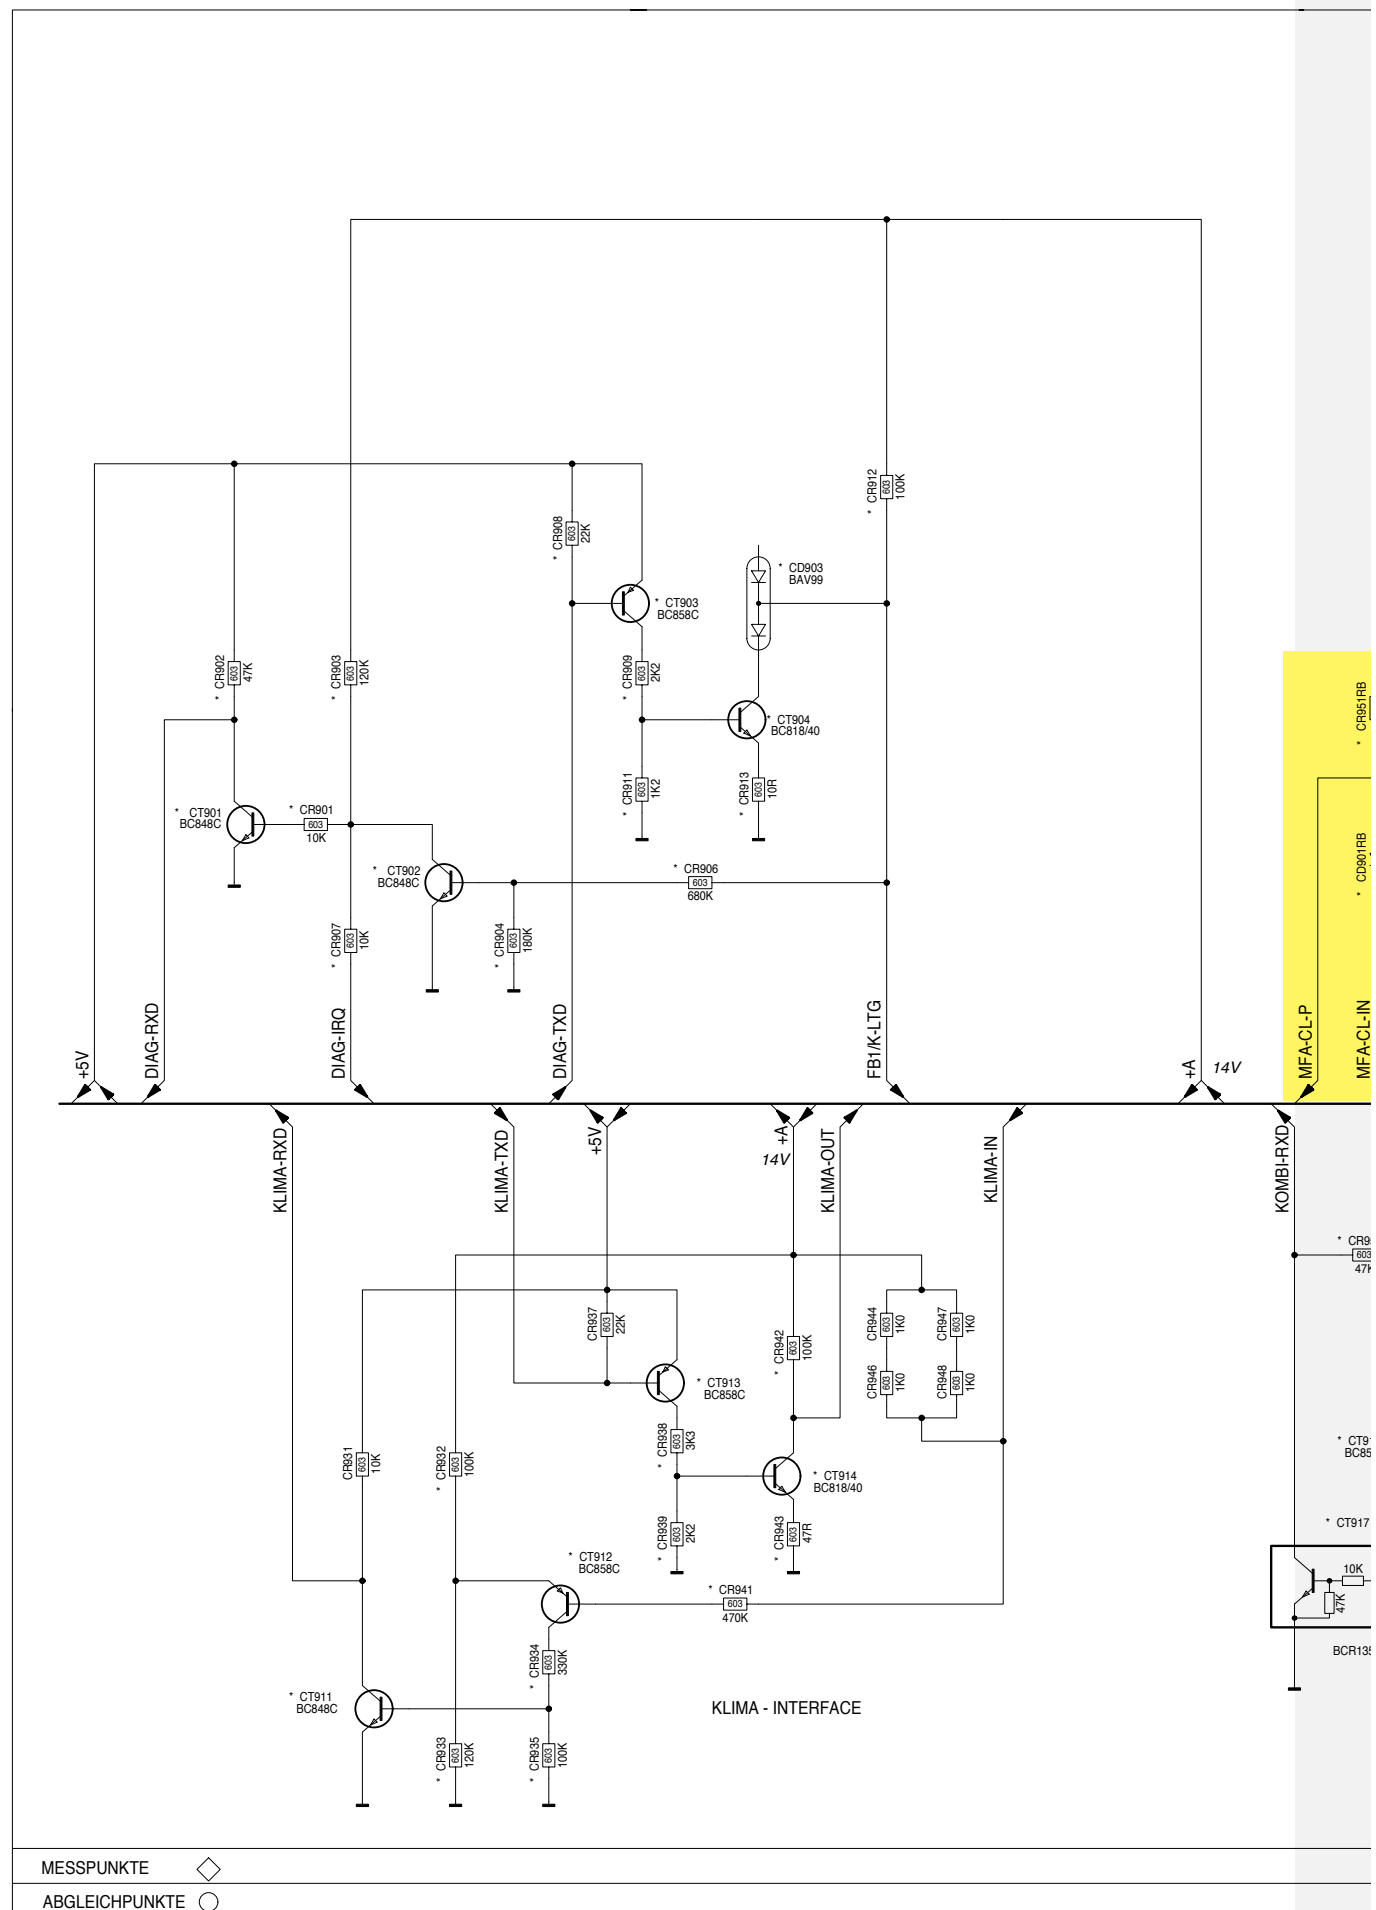 * CR912
603
100K
* CR908
603
22K
* CD903
BAV99
* CT903
BC858C
* CR902
603
47K
* CR903
603
120K
* CR909
603
2K2
* CT904
BC818/40
* CR911
603
1K2
* CR913
603
10R
* CT901
BC848C
* CR901
603
10K
* CT902
BC848C
* CR906
603
680K
* CR907
603
10K
* CR904
603
180K
* CR951RB
* CD901RB
+5V
DIAG-RXD
DIAG-IRQ
DIAG-TXD
FB1/K-LTG
+A
14V
MFA-CL-P
MFA-CL-IN
KLIMA-RXD
KLIMA-TXD
+5V
+A
14V
KLIMA-OUT
KLIMA-IN
KOMBI-RXD
* CR9
603
47K
CR937
603
22K
* CR942
603
100K
CR944
603
1K0
CR947
603
1K0
CR946
603
1K0
CR948
603
1K0
* CT913
BC858C
CR931
603
10K
* CR932
603
100K
* CR938
603
3K3
* CT914
BC818/40
* CR939
603
2K2
* CR943
603
47R
* CT91
BC85
* CT917
10K
47K
BCR135
* CT912
BC858C
* CR941
603
470K
* CR934
603
330K
* CT911
BC848C
* CR933
603
120K
* CR935
603
100K
KLIMA - INTERFACE
MESSPUNKTE
ABGLEICHPUNKTE